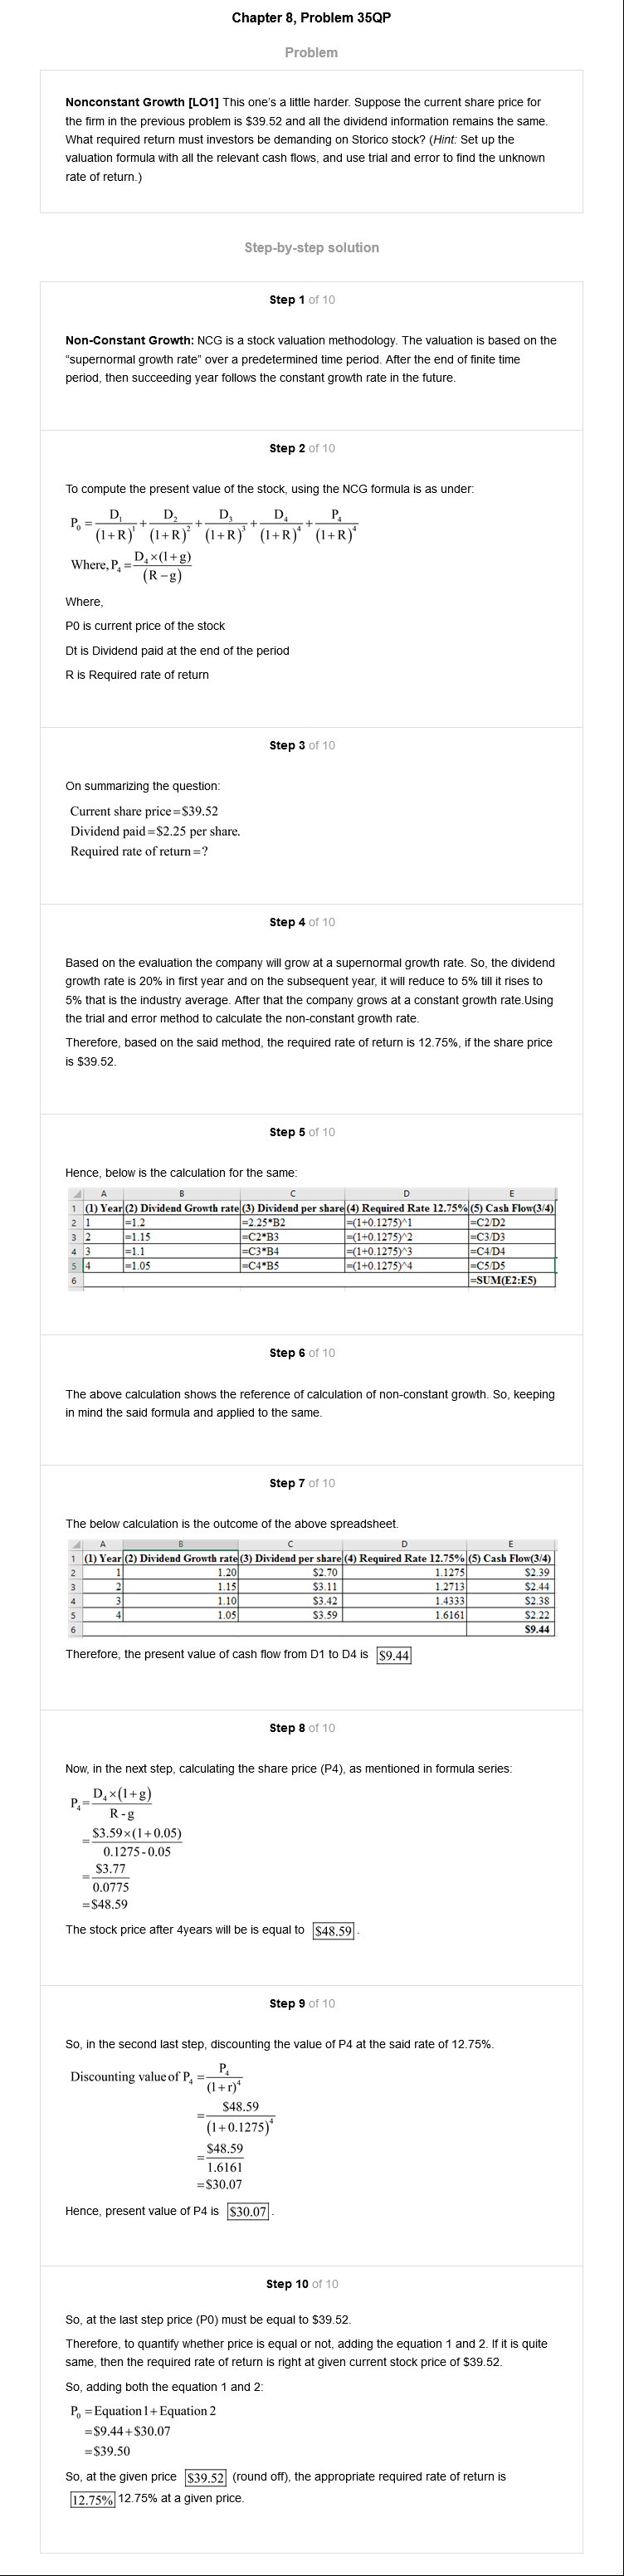 Chapter 8, Problem 35QP
Problem
Nonconstant Growth [LO1] This one's a little harder. Suppose the current share price for
the firm in the previous problem is $39.52 and all the dividend information remains the same.
What required return must investors be demanding on Storico stock? (Hint: Set up the
valuation formula with all the relevant cash flows, and use trial and error to find the unknown
rate of return.)
Step-by-step solution
Step 1 of 10
Non-Constant Growth: NCG is a stock valuation methodology. The valuation is based on the
“supernormal growth rate” over a predetermined time period. After the end of finite time
period, then succeeding year follows the constant growth rate in the future.
Step 2 of 10
To compute the present value of the stock, using the NCG formula is as under:
P₀ = D₁/(1+R)¹ + D₂/(1+R)² + D₃/(1+R)³ + D₄/(1+R)⁴ + P₄/(1+R)⁴
Where, P₄ = D₄×(1+g)/(R−g)
Where,
P0 is current price of the stock
Dt is Dividend paid at the end of the period
R is Required rate of return
Step 3 of 10
On summarizing the question:
Current share price=$39.52
Dividend paid=$2.25 per share.
Required rate of return=?
Step 4 of 10
Based on the evaluation the company will grow at a supernormal growth rate. So, the dividend
growth rate is 20% in first year and on the subsequent year, it will reduce to 5% till it rises to
5% that is the industry average. After that the company grows at a constant growth rate.Using
the trial and error method to calculate the non-constant growth rate.
Therefore, based on the said method, the required rate of return is 12.75%, if the share price
is $39.52.
Step 5 of 10
Hence, below is the calculation for the same:
A B C D E
1 (1) Year (2) Dividend Growth rate (3) Dividend per share (4) Required Rate 12.75% (5) Cash Flow(3/4)
2 1 =1.2 =2.25*B2 =(1+0.1275)^1 =C2/D2
3 2 =1.15 =C2*B3 =(1+0.1275)^2 =C3/D3
4 3 =1.1 =C3*B4 =(1+0.1275)^3 =C4/D4
5 4 =1.05 =C4*B5 =(1+0.1275)^4 =C5/D5
6 =SUM(E2:E5)
Step 6 of 10
The above calculation shows the reference of calculation of non-constant growth. So, keeping
in mind the said formula and applied to the same.
Step 7 of 10
The below calculation is the outcome of the above spreadsheet.
A B C D E
1 (1) Year (2) Dividend Growth rate (3) Dividend per share (4) Required Rate 12.75% (5) Cash Flow(3/4)
2 1 1.20 $2.70 1.1275 $2.39
3 2 1.15 $3.11 1.2713 $2.44
4 3 1.10 $3.42 1.4333 $2.38
5 4 1.05 $3.59 1.6161 $2.22
6 $9.44
Therefore, the present value of cash flow from D1 to D4 is $9.44
Step 8 of 10
Now, in the next step, calculating the share price (P4), as mentioned in formula series:
P₄ = D₄×(1+g)/R-g
= $3.59×(1+0.05)/0.1275-0.05
= $3.77/0.0775
=$48.59
The stock price after 4years will be is equal to $48.59.
Step 9 of 10
So, in the second last step, discounting the value of P4 at the said rate of 12.75%.
Discounting value of P₄ = P₄/(1+r)⁴
= $48.59/(1+0.1275)⁴
= $48.59/1.6161
=$30.07
Hence, present value of P4 is $30.07.
Step 10 of 10
So, at the last step price (P0) must be equal to $39.52.
Therefore, to quantify whether price is equal or not, adding the equation 1 and 2. If it is quite
same, then the required rate of return is right at given current stock price of $39.52.
So, adding both the equation 1 and 2:
P₀ =Equation1+Equation2
=$9.44+$30.07
=$39.50
So, at the given price $39.52 (round off), the appropriate required rate of return is
12.75% 12.75% at a given price.